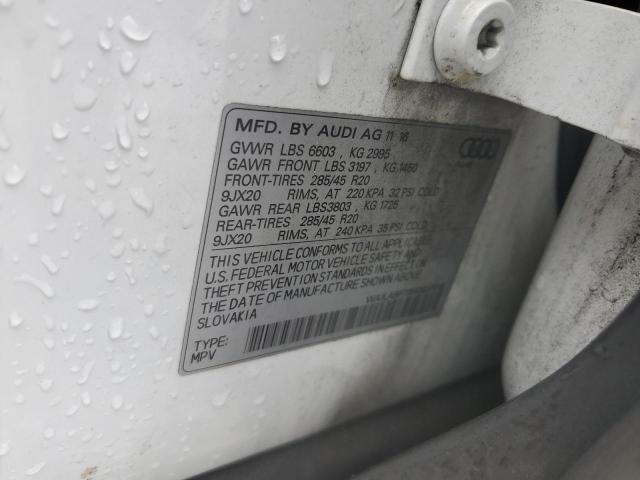 MFD. BY AUDI AG 11 16
GVWR LBS 6603 , KG 2995
GAWR FRONT LBS 3197 , KG 1450
FRONT-TIRES 285/45 R20
9JX20 RIMS, AT 220 KPA 32 PSI COLD
GAWR REAR LBS3803 , KG 1725
REAR-TIRES 285/45 R20
9JX20 RIMS, AT 240 KPA 35 PSI COLD
THIS VEHICLE CONFORMS TO ALL APPLICABLE
U.S. FEDERAL MOTOR VEHICLE SAFETY AND
THEFT PREVENTION STANDARDS IN EFFECT ON
THE DATE OF MANUFACTURE SHOWN ABOVE.
SLOVAKIA
TYPE:
MPV